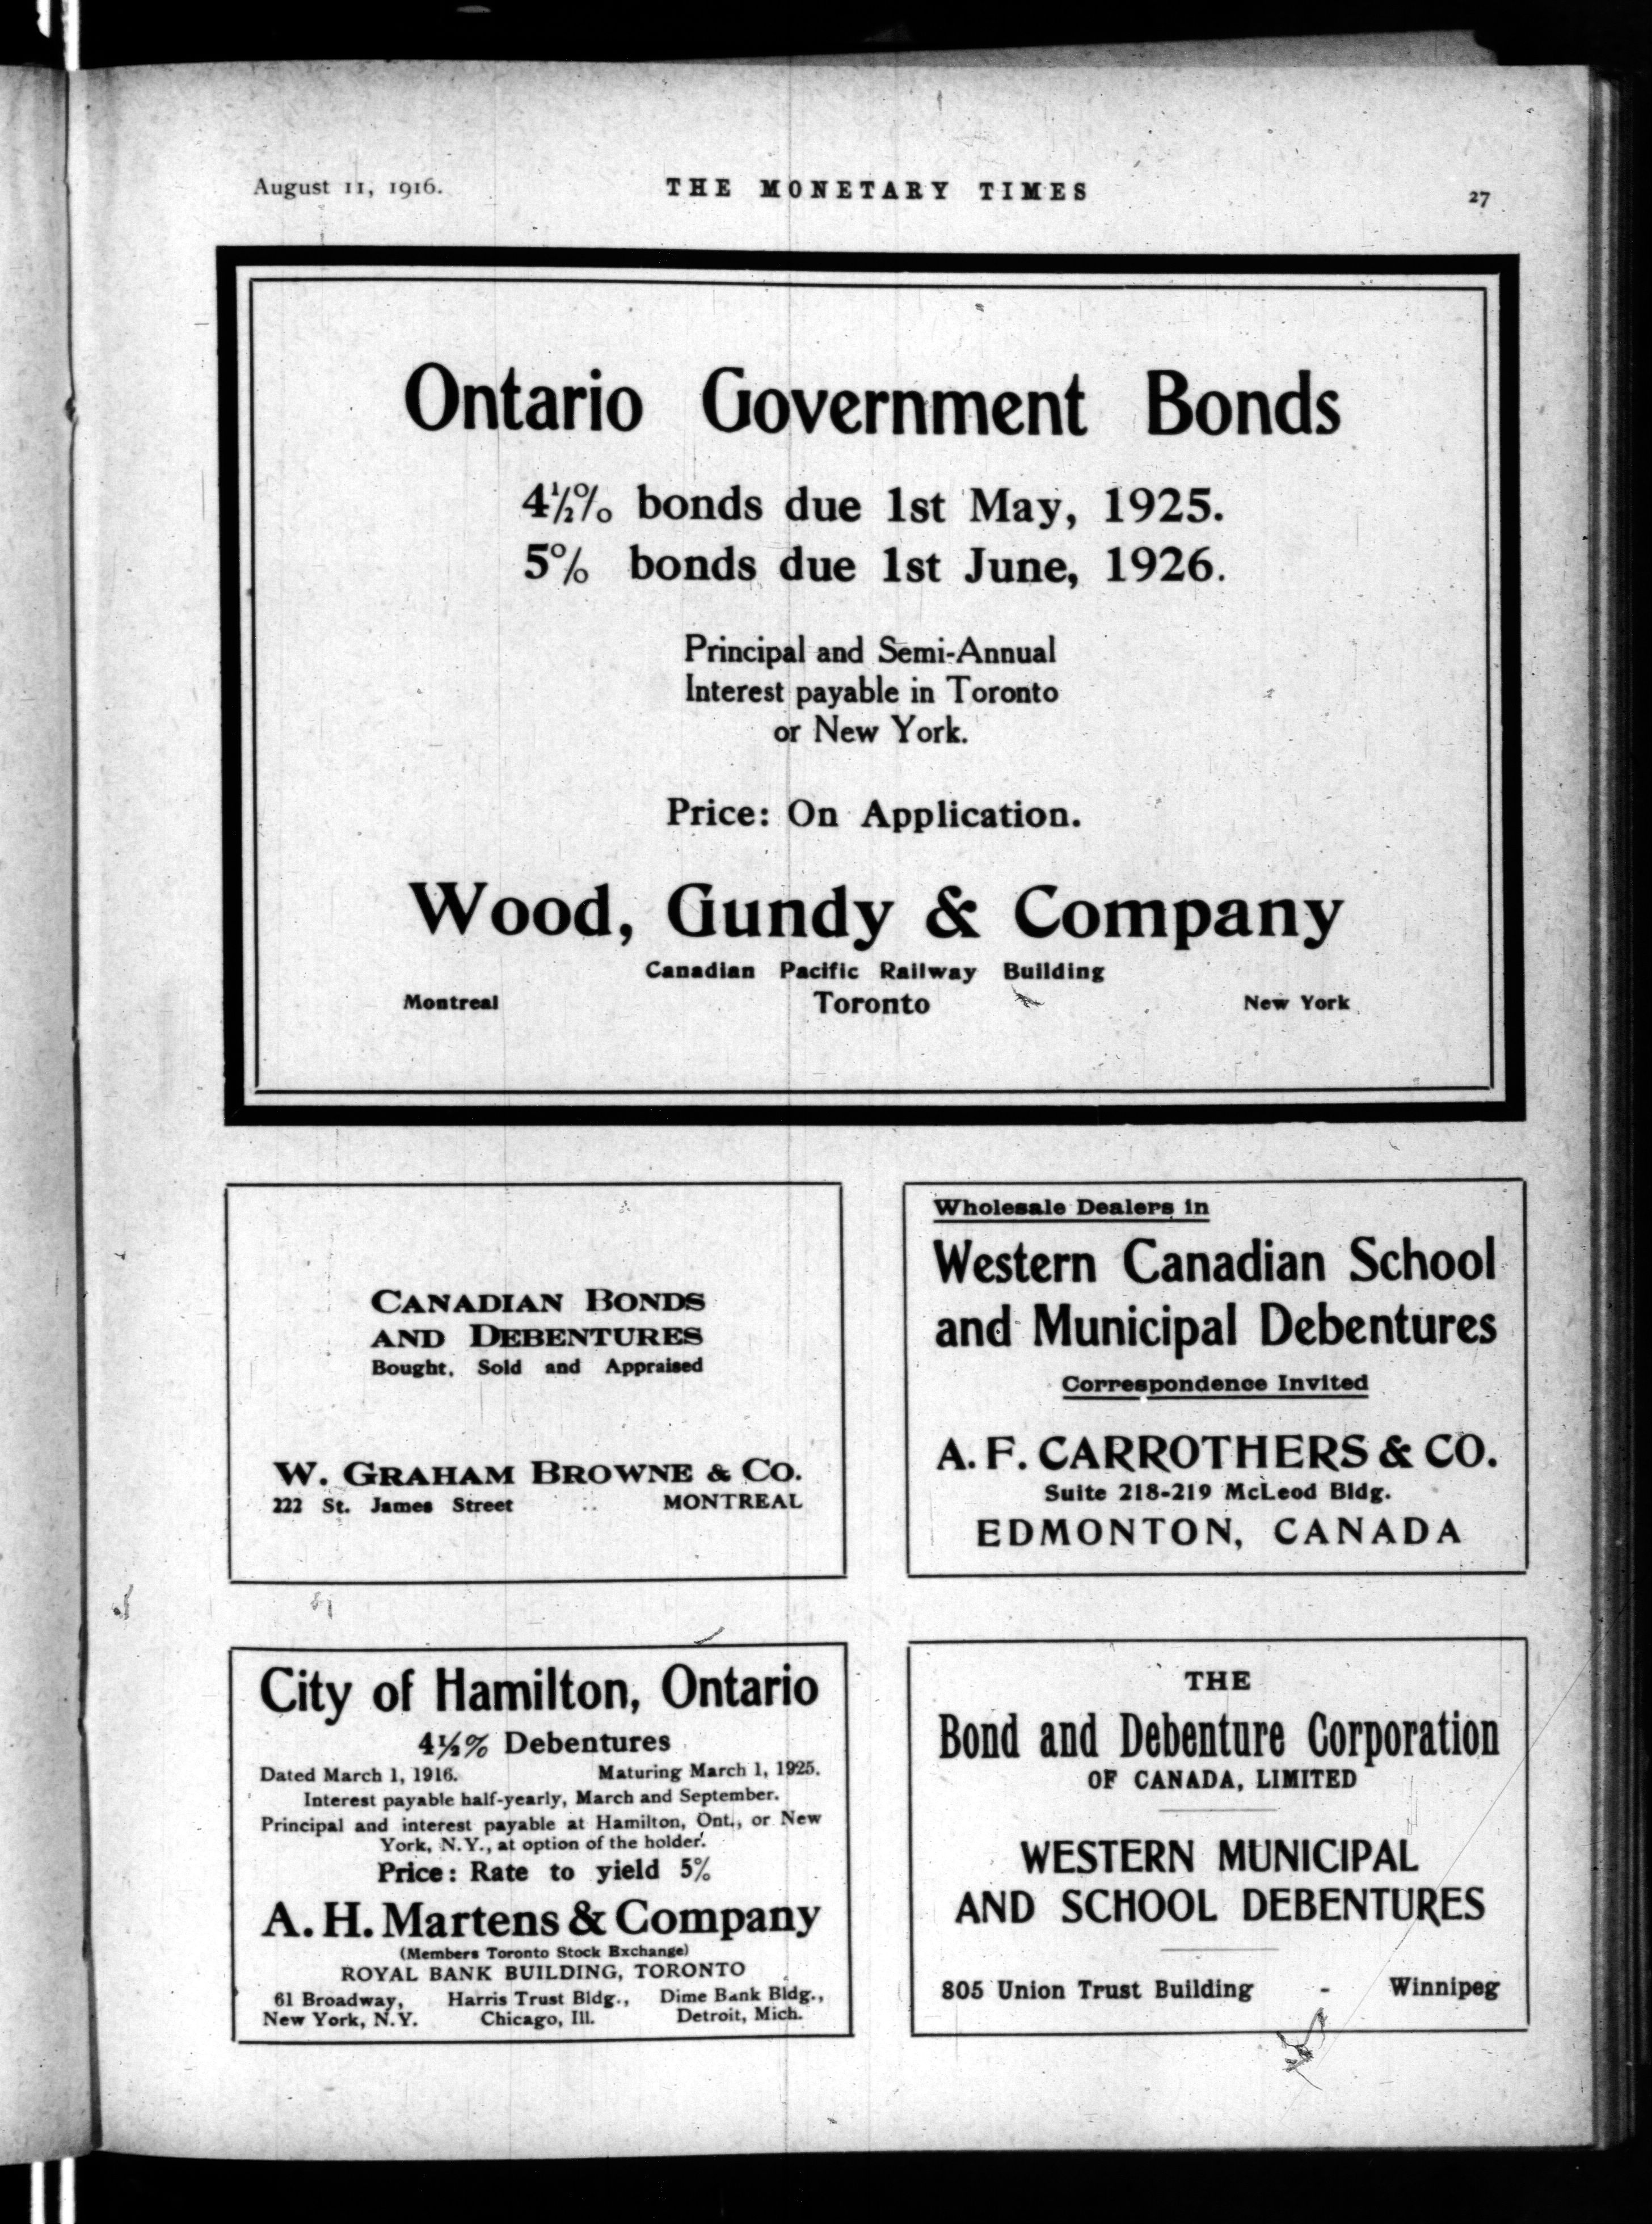 August 11, 1916.
THE MONETARY TIMES
27
Ontario Government Bonds
4½% bonds due 1st May, 1925.
5% bonds due 1st June, 1926.
Principal and Semi-Annual
Interest payable in Toronto
or New York.
Price: On Application.
Wood, Gundy & Company
Canadian Pacific Railway Building
Montreal Toronto New York
CANADIAN BONDS
AND DEBENTURES
Bought, Sold and Appraised
W. GRAHAM BROWNE & CO.
222 St. James Street .. MONTREAL
Wholesale Dealers in
Western Canadian School
and Municipal Debentures
Correspondence Invited
A. F. CARROTHERS & CO.
Suite 218-219 McLeod Bldg.
EDMONTON, CANADA
City of Hamilton, Ontario
4½% Debentures
Dated March 1, 1916. Maturing March 1, 1925.
Interest payable half-yearly, March and September.
Principal and interest payable at Hamilton, Ont., or New
York, N.Y., at option of the holder.
Price: Rate to yield 5%
A. H. Martens & Company
(Members Toronto Stock Exchange)
ROYAL BANK BUILDING, TORONTO
61 Broadway, Harris Trust Bldg., Dime Bank Bldg.,
New York, N.Y. Chicago, Ill. Detroit, Mich.
THE
Bond and Debenture Corporation
OF CANADA, LIMITED
WESTERN MUNICIPAL
AND SCHOOL DEBENTURES
805 Union Trust Building - Winnipeg